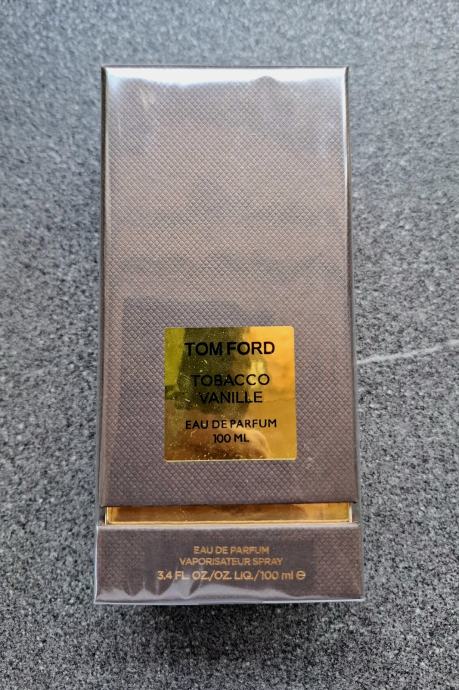 TOM FORD
TOBACCO
VANILLE
EAU DE PARFUM
100 ML
EAU DE PARFUM
VAPORISATEUR SPRAY
3,4 FL. OZ./OZ. LIQ./100 ml ℮